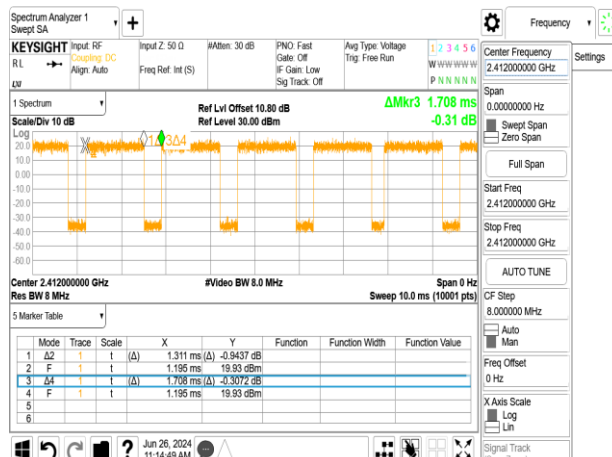 Spectrum Analyzer 1
Swept SA
Frequency
KEYSIGHT
RL
LXI
Input: RF
Coupling: DC
Align: Auto
Input Z: 50 Ω
Freq Ref: Int (S)
#Atten: 30 dB
PNO: Fast
Gate: Off
IF Gain: Low
Sig Track: Off
Avg Type: Voltage
Trig: Free Run
1 2 3 4 5 6
W W W W W W
P N N N N N
Center Frequency
2.412000000 GHz
Settings
1 Spectrum
Scale/Div 10 dB
Ref Lvl Offset 10.80 dB
Ref Level 30.00 dBm
ΔMkr3 1.708 ms
-0.31 dB
Span
0.00000000 Hz
Swept Span
Zero Span
Full Span
Start Freq
2.412000000 GHz
Stop Freq
2.412000000 GHz
AUTO TUNE
CF Step
8.000000 MHz
Auto
Man
Freq Offset
0 Hz
X Axis Scale
Log
Lin
Signal Track
Log
20.0
10.0
0.00
-10.0
-20.0
-30.0
-40.0
-50.0
-60.0
1Δ 3Δ4
Center 2.412000000 GHz
Res BW 8 MHz
#Video BW 8.0 MHz
Span 0 Hz
Sweep 10.0 ms (10001 pts)
5 Marker Table
Mode Trace Scale X Y Function Function Width Function Value
1 Δ2 1 t (Δ) 1.311 ms (Δ) -0.9437 dB
2 F 1 t 1.195 ms 19.93 dBm
3 Δ4 1 t (Δ) 1.708 ms (Δ) -0.3072 dB
4 F 1 t 1.195 ms 19.93 dBm
5
6
Jun 26, 2024
11:14:49 AM